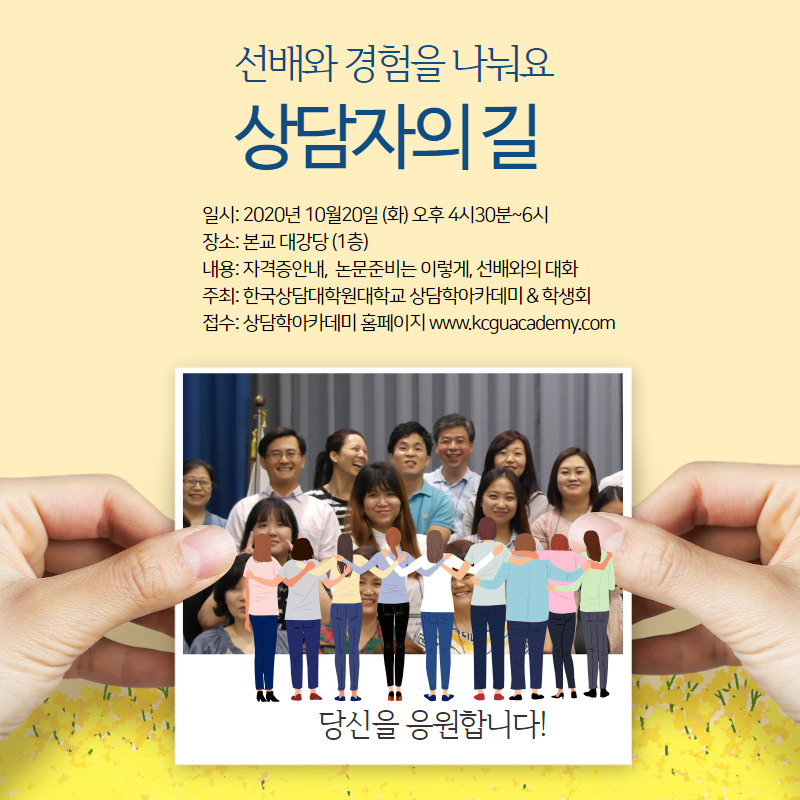 선배와 경험을 나눠요
상담자의 길
일시: 2020년 10월20일 (화) 오후 4시30분~6시
장소: 본교 대강당 (1층)
내용: 자격증안내, 논문준비는 이렇게, 선배와의 대화
주최: 한국상담대학원대학교 상담학아카데미 & 학생회
접수: 상담학아카데미 홈페이지 www.kcguacademy.com
당신을 응원합니다!